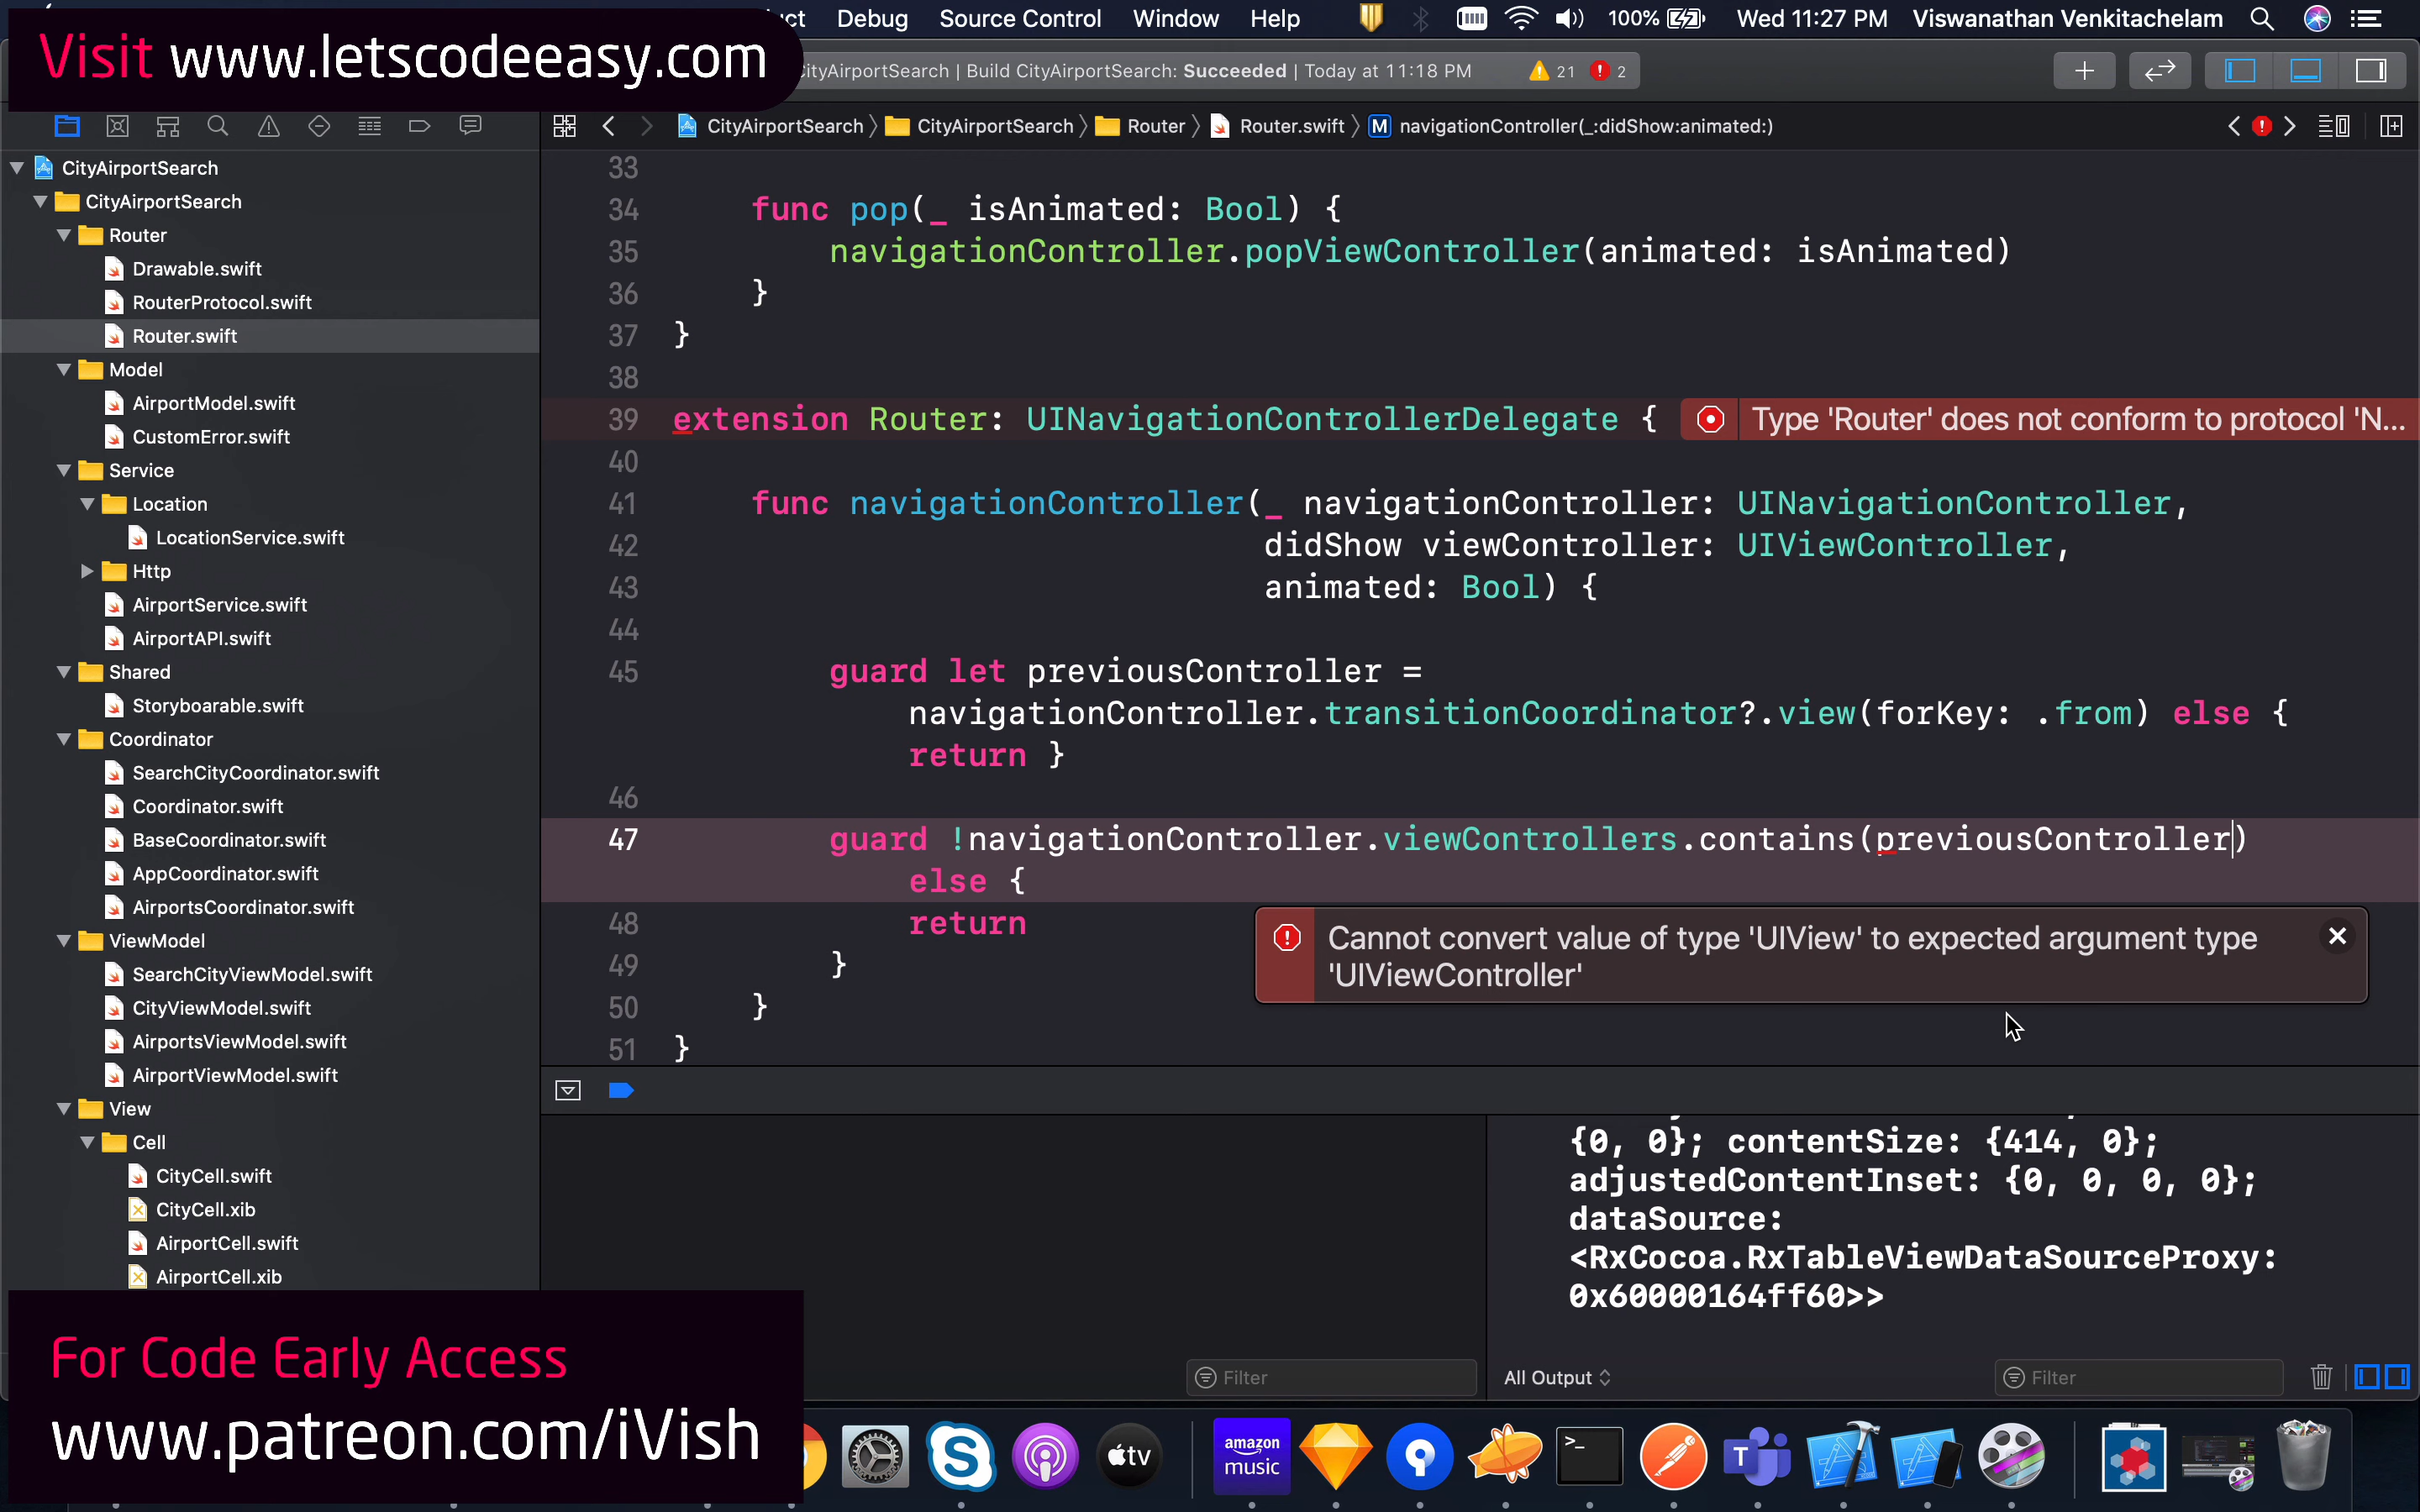 Visit www.letscodeeasy.com
Debug Source Control Window Help 100% Wed 11:27 PM Viswanathan Venkitachelam
CityAirportSearch | Build CityAirportSearch: Succeeded | Today at 11:18 PM 21 2
CityAirportSearch CityAirportSearch Router Router.swift M navigationController(_:didShow:animated:)
CityAirportSearch
CityAirportSearch
Router
Drawable.swift
RouterProtocol.swift
Router.swift
Model
AirportModel.swift
CustomError.swift
Service
Location
LocationService.swift
Http
AirportService.swift
AirportAPI.swift
Shared
Storyboarable.swift
Coordinator
SearchCityCoordinator.swift
Coordinator.swift
BaseCoordinator.swift
AppCoordinator.swift
AirportsCoordinator.swift
ViewModel
SearchCityViewModel.swift
CityViewModel.swift
AirportsViewModel.swift
AirportViewModel.swift
View
Cell
CityCell.swift
CityCell.xib
AirportCell.swift
AirportCell.xib
33
34 func pop(_ isAnimated: Bool) {
35 navigationController.popViewController(animated: isAnimated)
36 }
37 }
38
39 extension Router: UINavigationControllerDelegate { Type 'Router' does not conform to protocol 'N...
40
41 func navigationController(_ navigationController: UINavigationController,
42 didShow viewController: UIViewController,
43 animated: Bool) {
44
45 guard let previousController =
navigationController.transitionCoordinator?.view(forKey: .from) else {
return }
46
47 guard !navigationController.viewControllers.contains(previousController)
else {
48 return
49 }
50 }
51 }
Cannot convert value of type 'UIView' to expected argument type
'UIViewController'
{0, 0}; contentSize: {414, 0};
adjustedContentInset: {0, 0, 0, 0};
dataSource:
<RxCocoa.RxTableViewDataSourceProxy:
0x60000164ff60>>
Filter
All Output
Filter
For Code Early Access
www.patreon.com/iVish
tv
amazon
music
>_
T